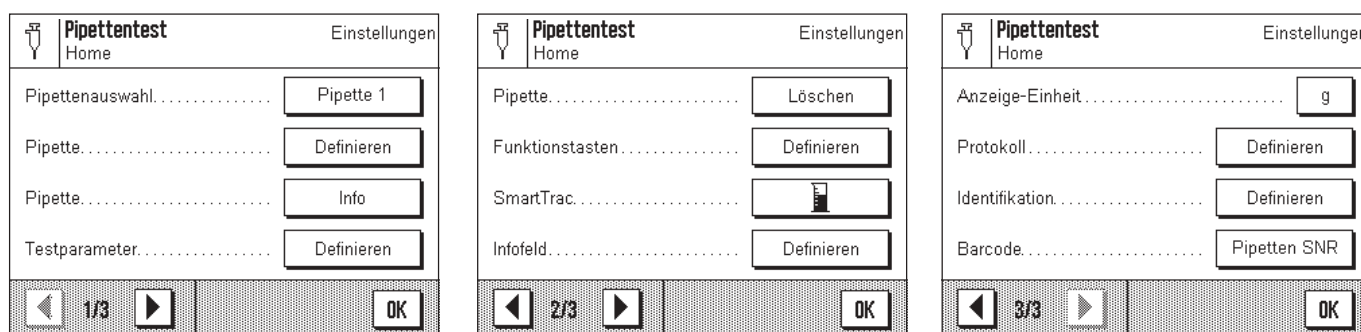 Pipettentest
Home
Einstellungen
Pipettenauswahl............... Pipette 1
Pipette........................ Definieren
Pipette........................ Info
Testparameter................. Definieren
1/3
OK
Pipettentest
Home
Einstellungen
Pipette........................ Löschen
Funktionstasten............... Definieren
SmartTrac.....................
Infofeld........................ Definieren
2/3
OK
Pipettentest
Home
Einstellungen
Anzeige-Einheit......................... g
Protokoll...................... Definieren
Identifikation.................. Definieren
Barcode....................... Pipetten SNR
3/3
OK